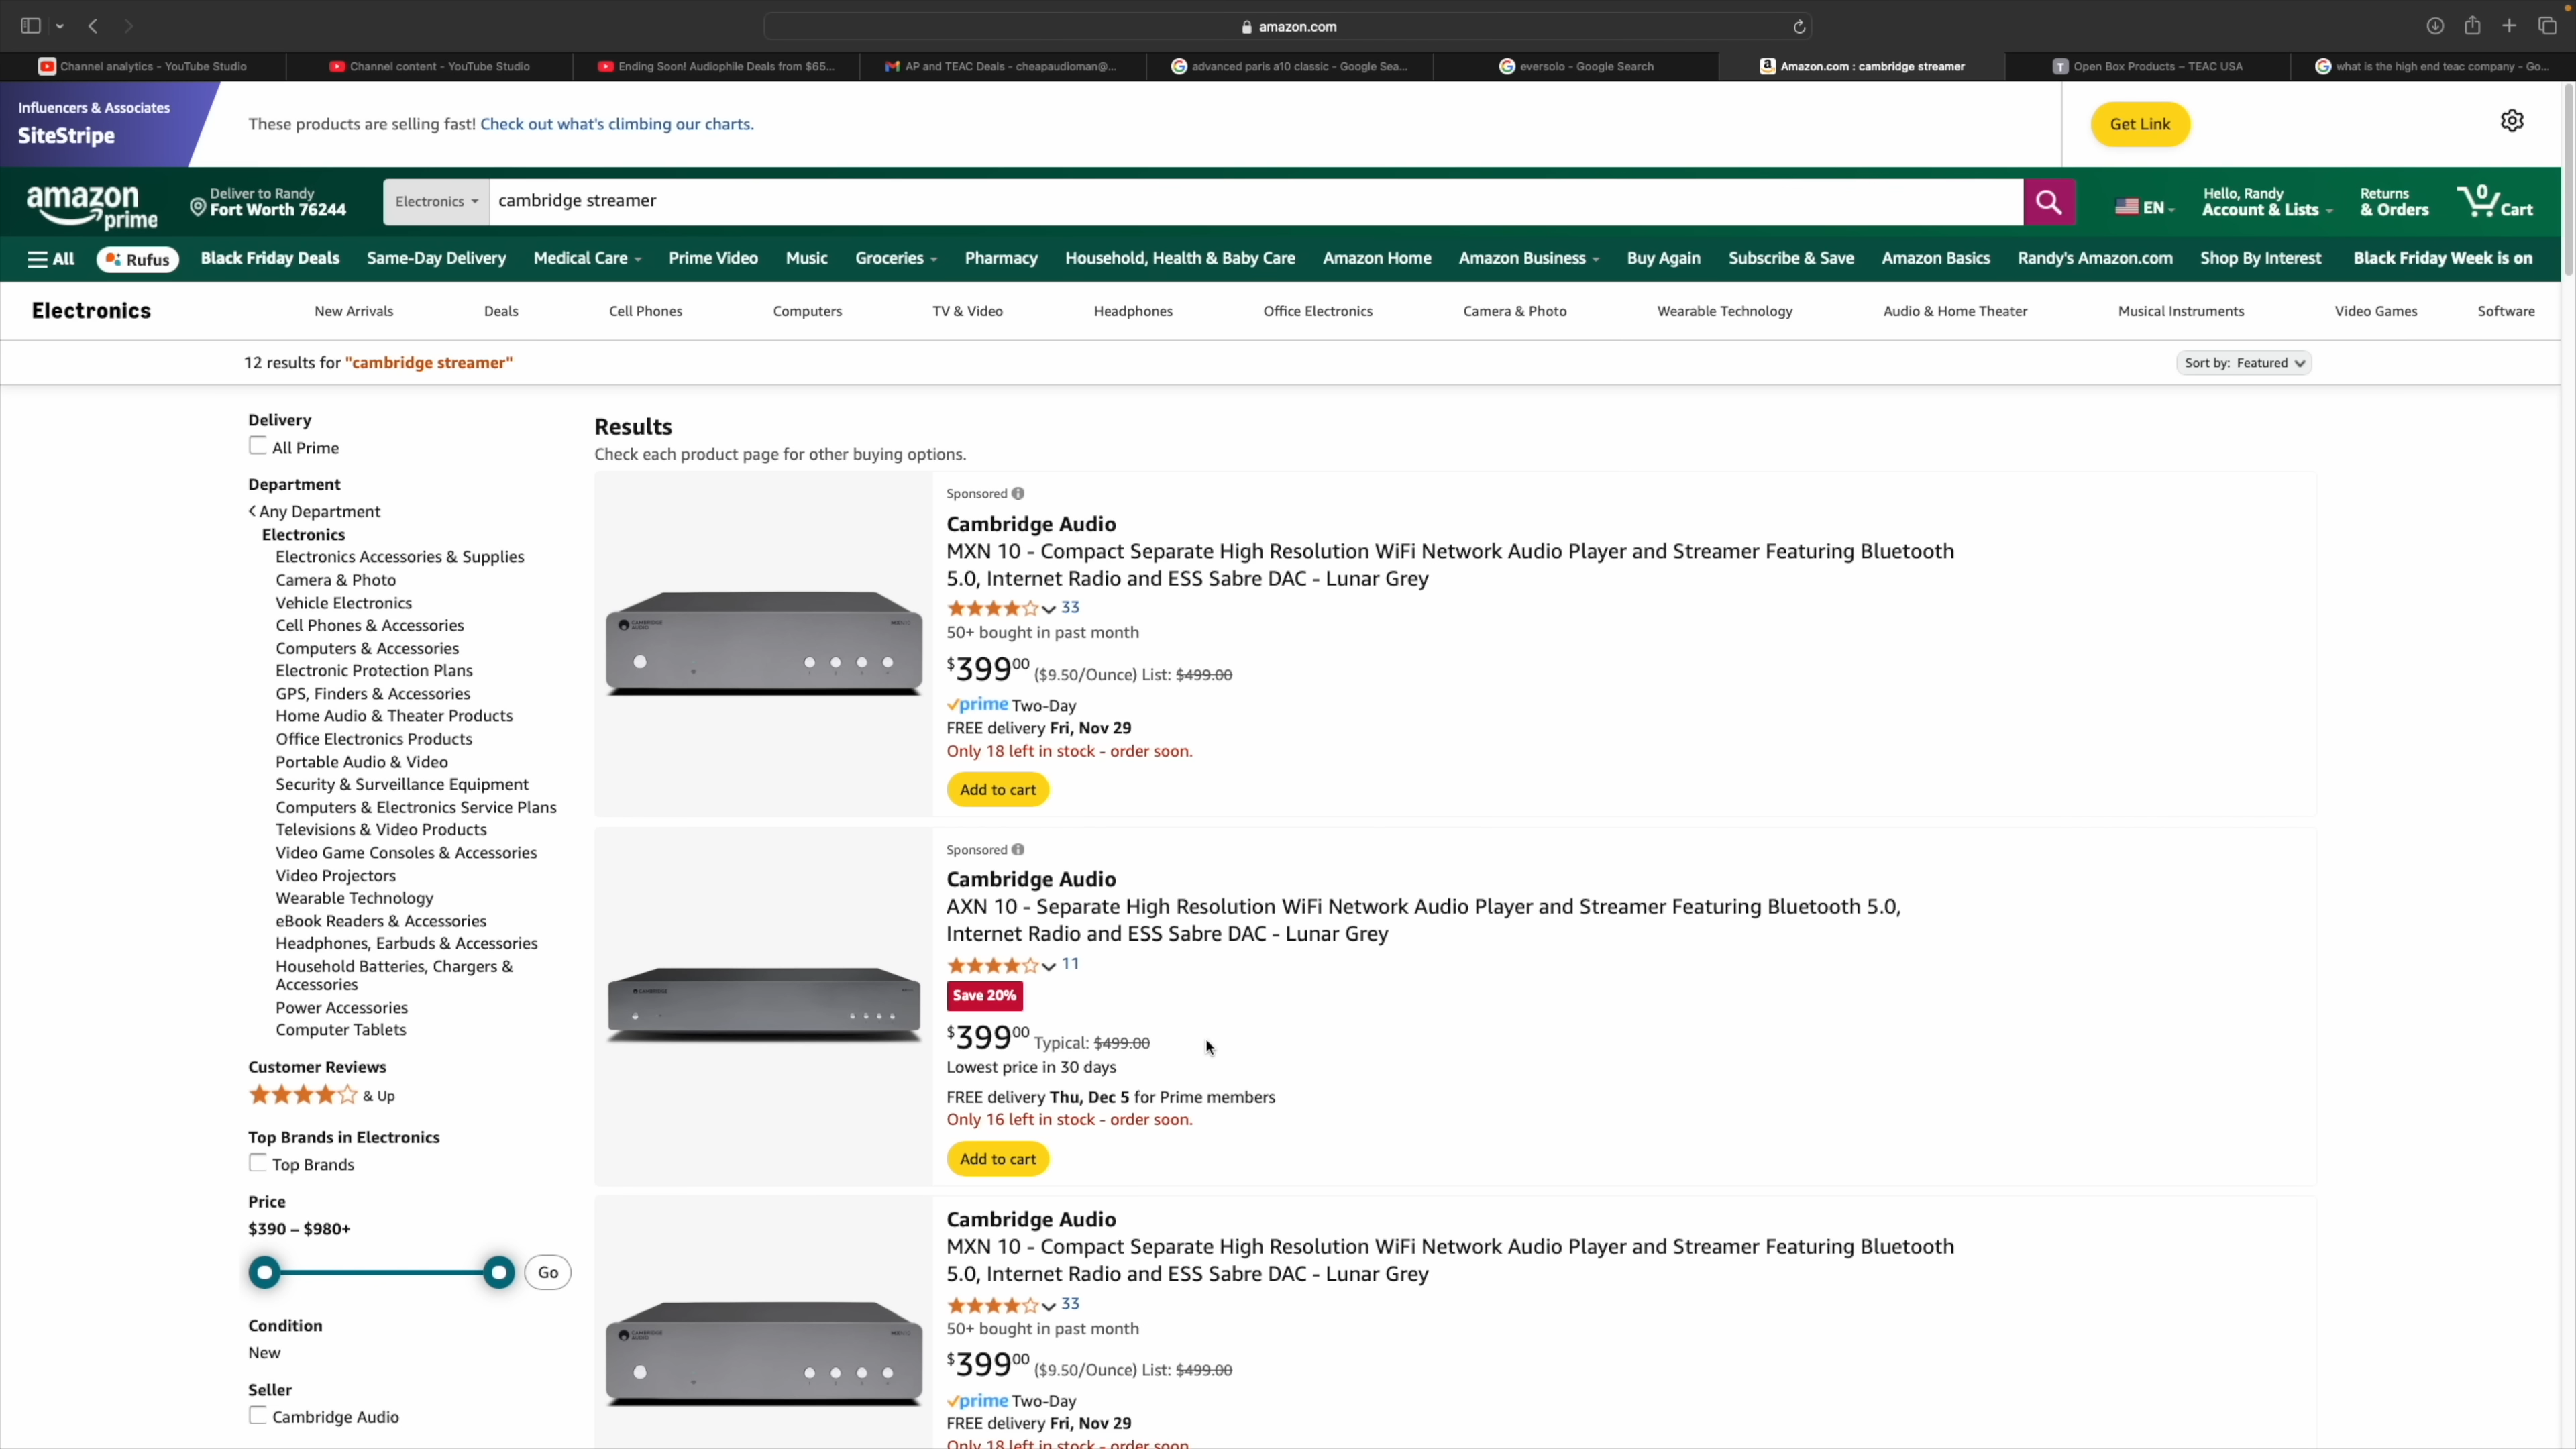 amazon.com
Channel analytics - YouTube Studio
Channel content - YouTube Studio
Ending Soon! Audiophile Deals from $65...
AP and TEAC Deals - cheapaudioman@...
advanced paris a10 classic - Google Sea...
eversolo - Google Search
Amazon.com : cambridge streamer
Open Box Products – TEAC USA
what is the high end teac company - Go...
Influencers & Associates
SiteStripe
These products are selling fast! Check out what's climbing our charts.
Get Link
amazon
prime
Deliver to Randy
Fort Worth 76244
Electronics
cambridge streamer
EN
Hello, Randy
Account & Lists
Returns
& Orders
0
Cart
All
Rufus
Black Friday Deals
Same-Day Delivery
Medical Care
Prime Video
Music
Groceries
Pharmacy
Household, Health & Baby Care
Amazon Home
Amazon Business
Buy Again
Subscribe & Save
Amazon Basics
Randy's Amazon.com
Shop By Interest
Black Friday Week is on
Electronics
New Arrivals
Deals
Cell Phones
Computers
TV & Video
Headphones
Office Electronics
Camera & Photo
Wearable Technology
Audio & Home Theater
Musical Instruments
Video Games
Software
12 results for "cambridge streamer"
Sort by: Featured
Delivery
All Prime
Department
Any Department
Electronics
Electronics Accessories & Supplies
Camera & Photo
Vehicle Electronics
Cell Phones & Accessories
Computers & Accessories
Electronic Protection Plans
GPS, Finders & Accessories
Home Audio & Theater Products
Office Electronics Products
Portable Audio & Video
Security & Surveillance Equipment
Computers & Electronics Service Plans
Televisions & Video Products
Video Game Consoles & Accessories
Video Projectors
Wearable Technology
eBook Readers & Accessories
Headphones, Earbuds & Accessories
Household Batteries, Chargers &
Accessories
Power Accessories
Computer Tablets
Customer Reviews
& Up
Top Brands in Electronics
Top Brands
Price
$390 – $980+
Go
Condition
New
Seller
Cambridge Audio
Results
Check each product page for other buying options.
CAMBRIDGE
AUDIO
Sponsored
Cambridge Audio
MXN 10 - Compact Separate High Resolution WiFi Network Audio Player and Streamer Featuring Bluetooth
5.0, Internet Radio and ESS Sabre DAC - Lunar Grey
33
50+ bought in past month
$399 00 ($9.50/Ounce) List: $499.00
prime Two-Day
FREE delivery Fri, Nov 29
Only 18 left in stock - order soon.
Add to cart
CAMBRIDGE
Sponsored
Cambridge Audio
AXN 10 - Separate High Resolution WiFi Network Audio Player and Streamer Featuring Bluetooth 5.0,
Internet Radio and ESS Sabre DAC - Lunar Grey
11
Save 20%
$399 00 Typical: $499.00
Lowest price in 30 days
FREE delivery Thu, Dec 5 for Prime members
Only 16 left in stock - order soon.
Add to cart
CAMBRIDGE
AUDIO
Cambridge Audio
MXN 10 - Compact Separate High Resolution WiFi Network Audio Player and Streamer Featuring Bluetooth
5.0, Internet Radio and ESS Sabre DAC - Lunar Grey
33
50+ bought in past month
$399 00 ($9.50/Ounce) List: $499.00
prime Two-Day
FREE delivery Fri, Nov 29
Only 18 left in stock - order soon.